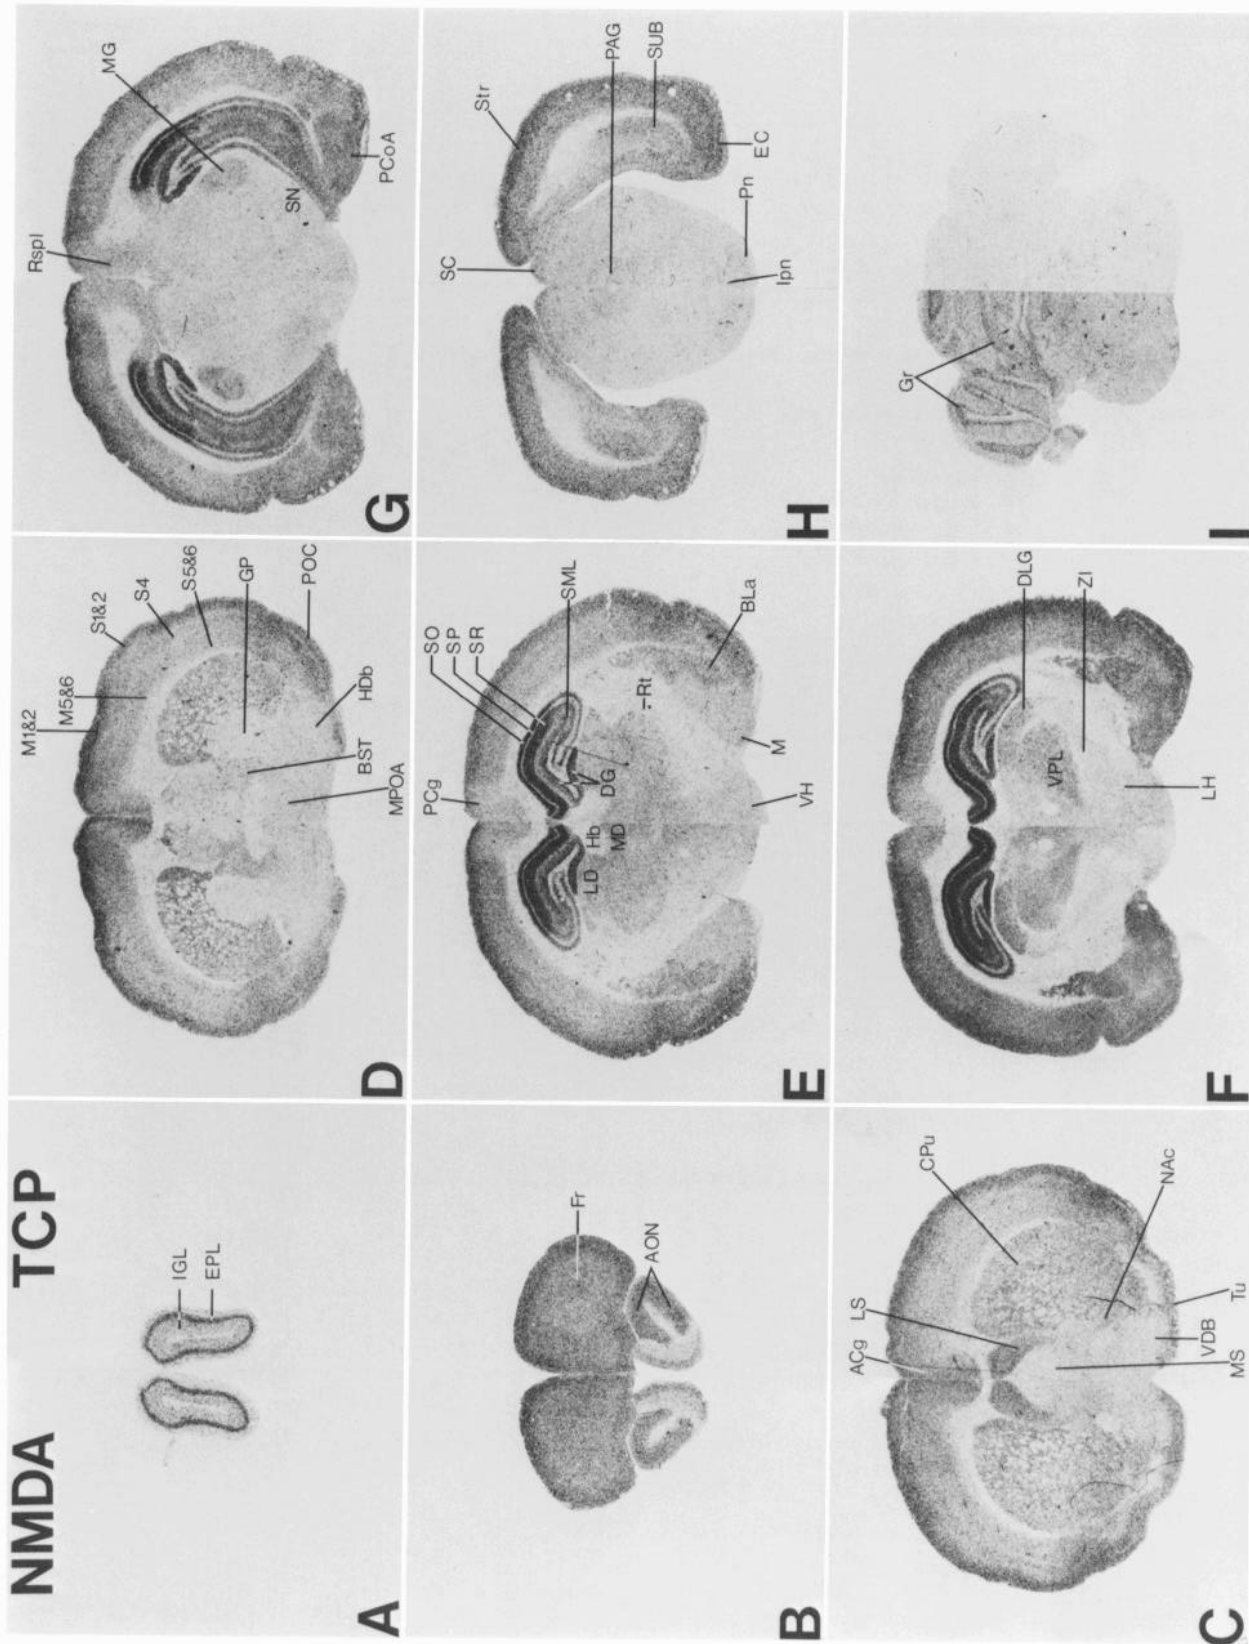 NMDA TCP
IGL
EPL
A
Fr
AON
B
ACg
LS
CPu
NAc
MS
VDB
Tu
C
M1&2
M5&6
S1&2
S4
S5&6
GP
POC
MPOA
BST
HDb
D
PCg
SO
SP
SR
SML
DG
Hb
LD
MD
Rt
BLa
VH
M
E
VPL
DLG
ZI
LH
F
Rspl
MG
SN
PCoA
G
SC
Str
PAG
SUB
Ipn
Pn
EC
H
Gr
I